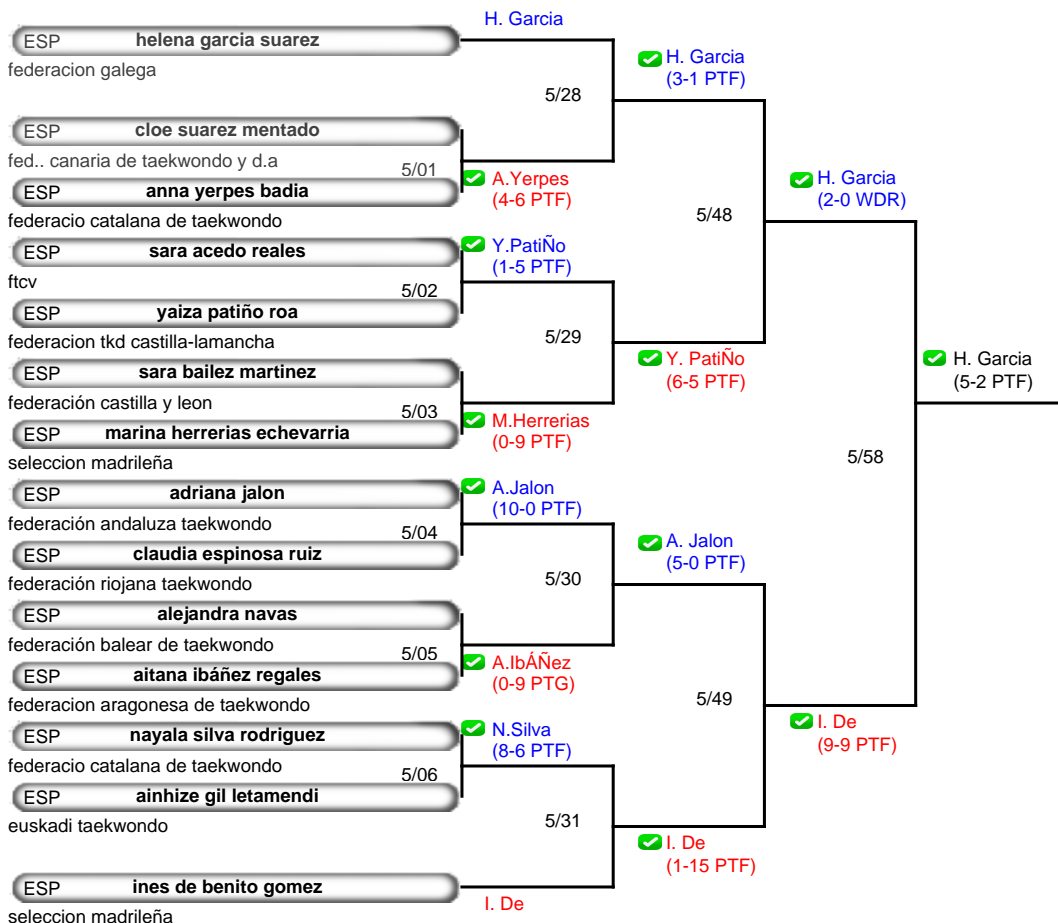 H. Garcia
ESP helena garcia suarez
federacion galega
H. Garcia
(3-1 PTF)
5/28
ESP cloe suarez mentado
fed.. canaria de taekwondo y d.a
5/01
A.Yerpes
(4-6 PTF)
ESP anna yerpes badia
federacio catalana de taekwondo
H. Garcia
(2-0 WDR)
5/48
ESP sara acedo reales
ftcv
Y.PatiÑo
(1-5 PTF)
5/02
ESP yaiza patiño roa
federacion tkd castilla-lamancha
5/29
Y. PatiÑo
(6-5 PTF)
ESP sara bailez martinez
federación castilla y leon
5/03
M.Herrerias
(0-9 PTF)
ESP marina herrerias echevarria
seleccion madrileña
H. Garcia
(5-2 PTF)
5/58
ESP adriana jalon
federación andaluza taekwondo
A.Jalon
(10-0 PTF)
5/04
ESP claudia espinosa ruiz
federación riojana taekwondo
A. Jalon
(5-0 PTF)
5/30
ESP alejandra navas
federación balear de taekwondo
5/05
A.IbÁÑez
(0-9 PTG)
ESP aitana ibáñez regales
federacion aragonesa de taekwondo
5/49
I. De
(9-9 PTF)
ESP nayala silva rodriguez
federacio catalana de taekwondo
N.Silva
(8-6 PTF)
5/06
ESP ainhize gil letamendi
euskadi taekwondo
5/31
I. De
(1-15 PTF)
ESP ines de benito gomez
seleccion madrileña
I. De